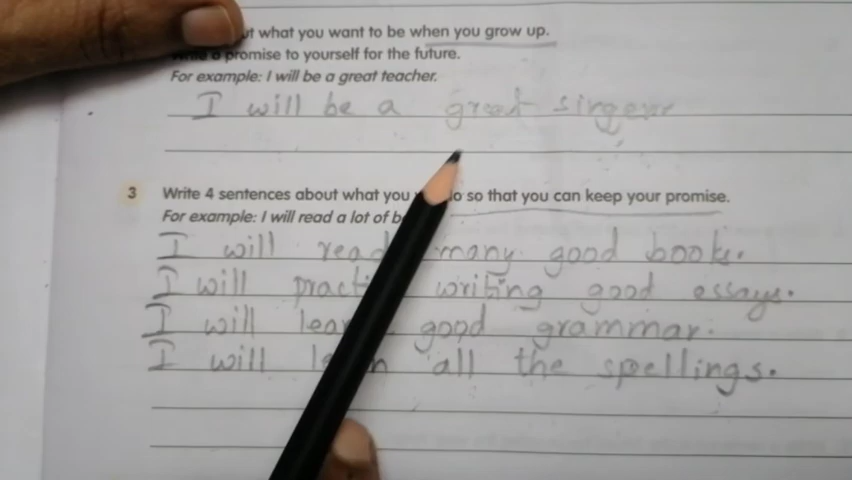 what you want to be when you grow up.
promise to yourself for the future.
For example: I will be a great teacher.
I will be a great
3 Write 4 sentences about what you so that you can keep your promise.
For example: I will read a lot of
I will read many good books.
I will writing good essays.
I will good grammar.
I will all the spellings.